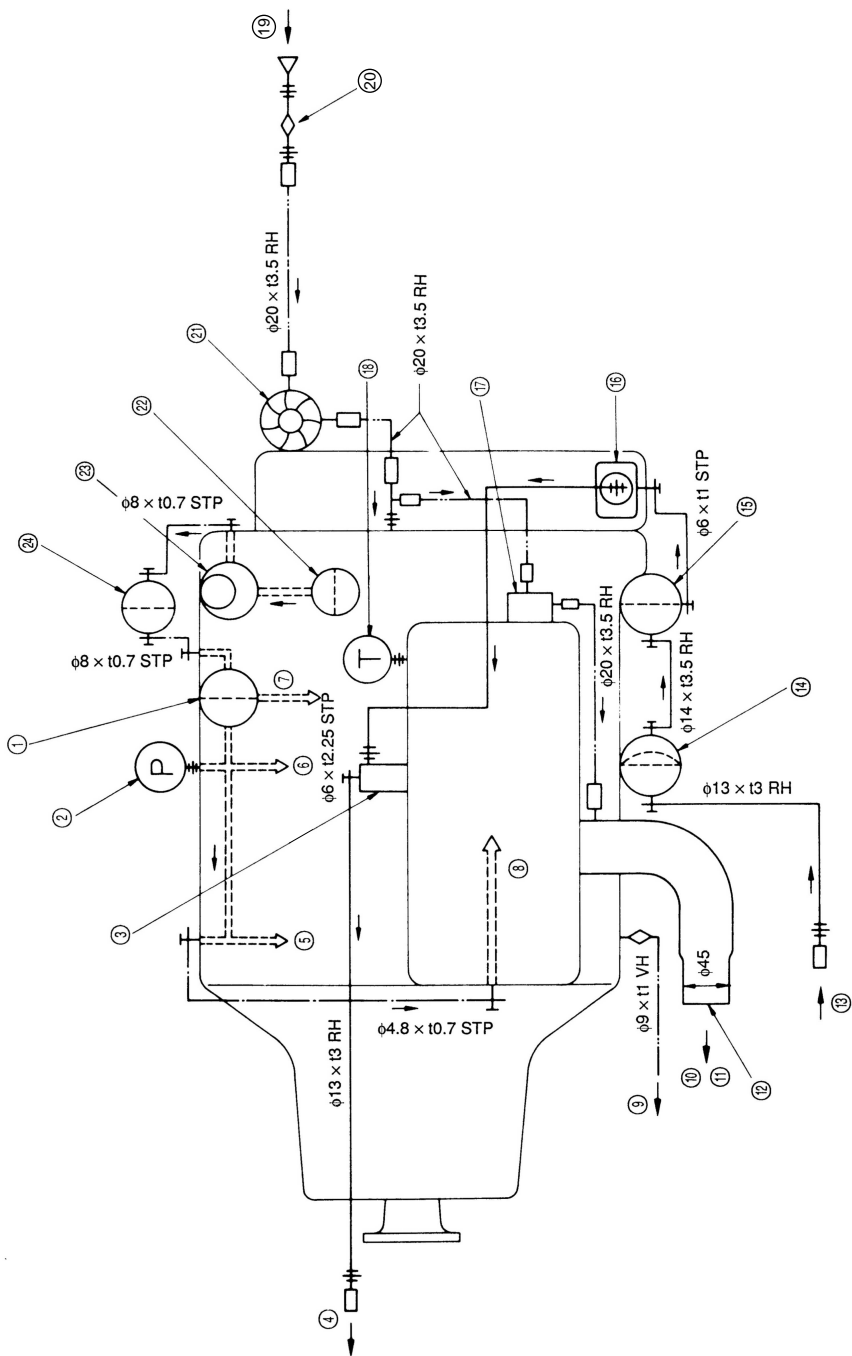 ⑲
⑳
φ20 × t3.5 RH
㉑
⑱
φ20 × t3.5 RH
㉒
⑰
㉓
φ8 × t0.7 STP
⑯
㉔
φ6 × t1 STP
⑮
T
φ20 × t3.5 RH
φ8 × t0.7 STP
φ14 × t3.5 RH
①
⑦
⑭
②
P
⑥
φ6 × t2.25 STP
φ13 × t3 RH
③
⑧
⑤
φ4.8 × t0.7 STP
φ13 × t3 RH
φ9 × t1 VH
φ45
⑬
⑨
⑩
⑪
⑫
④